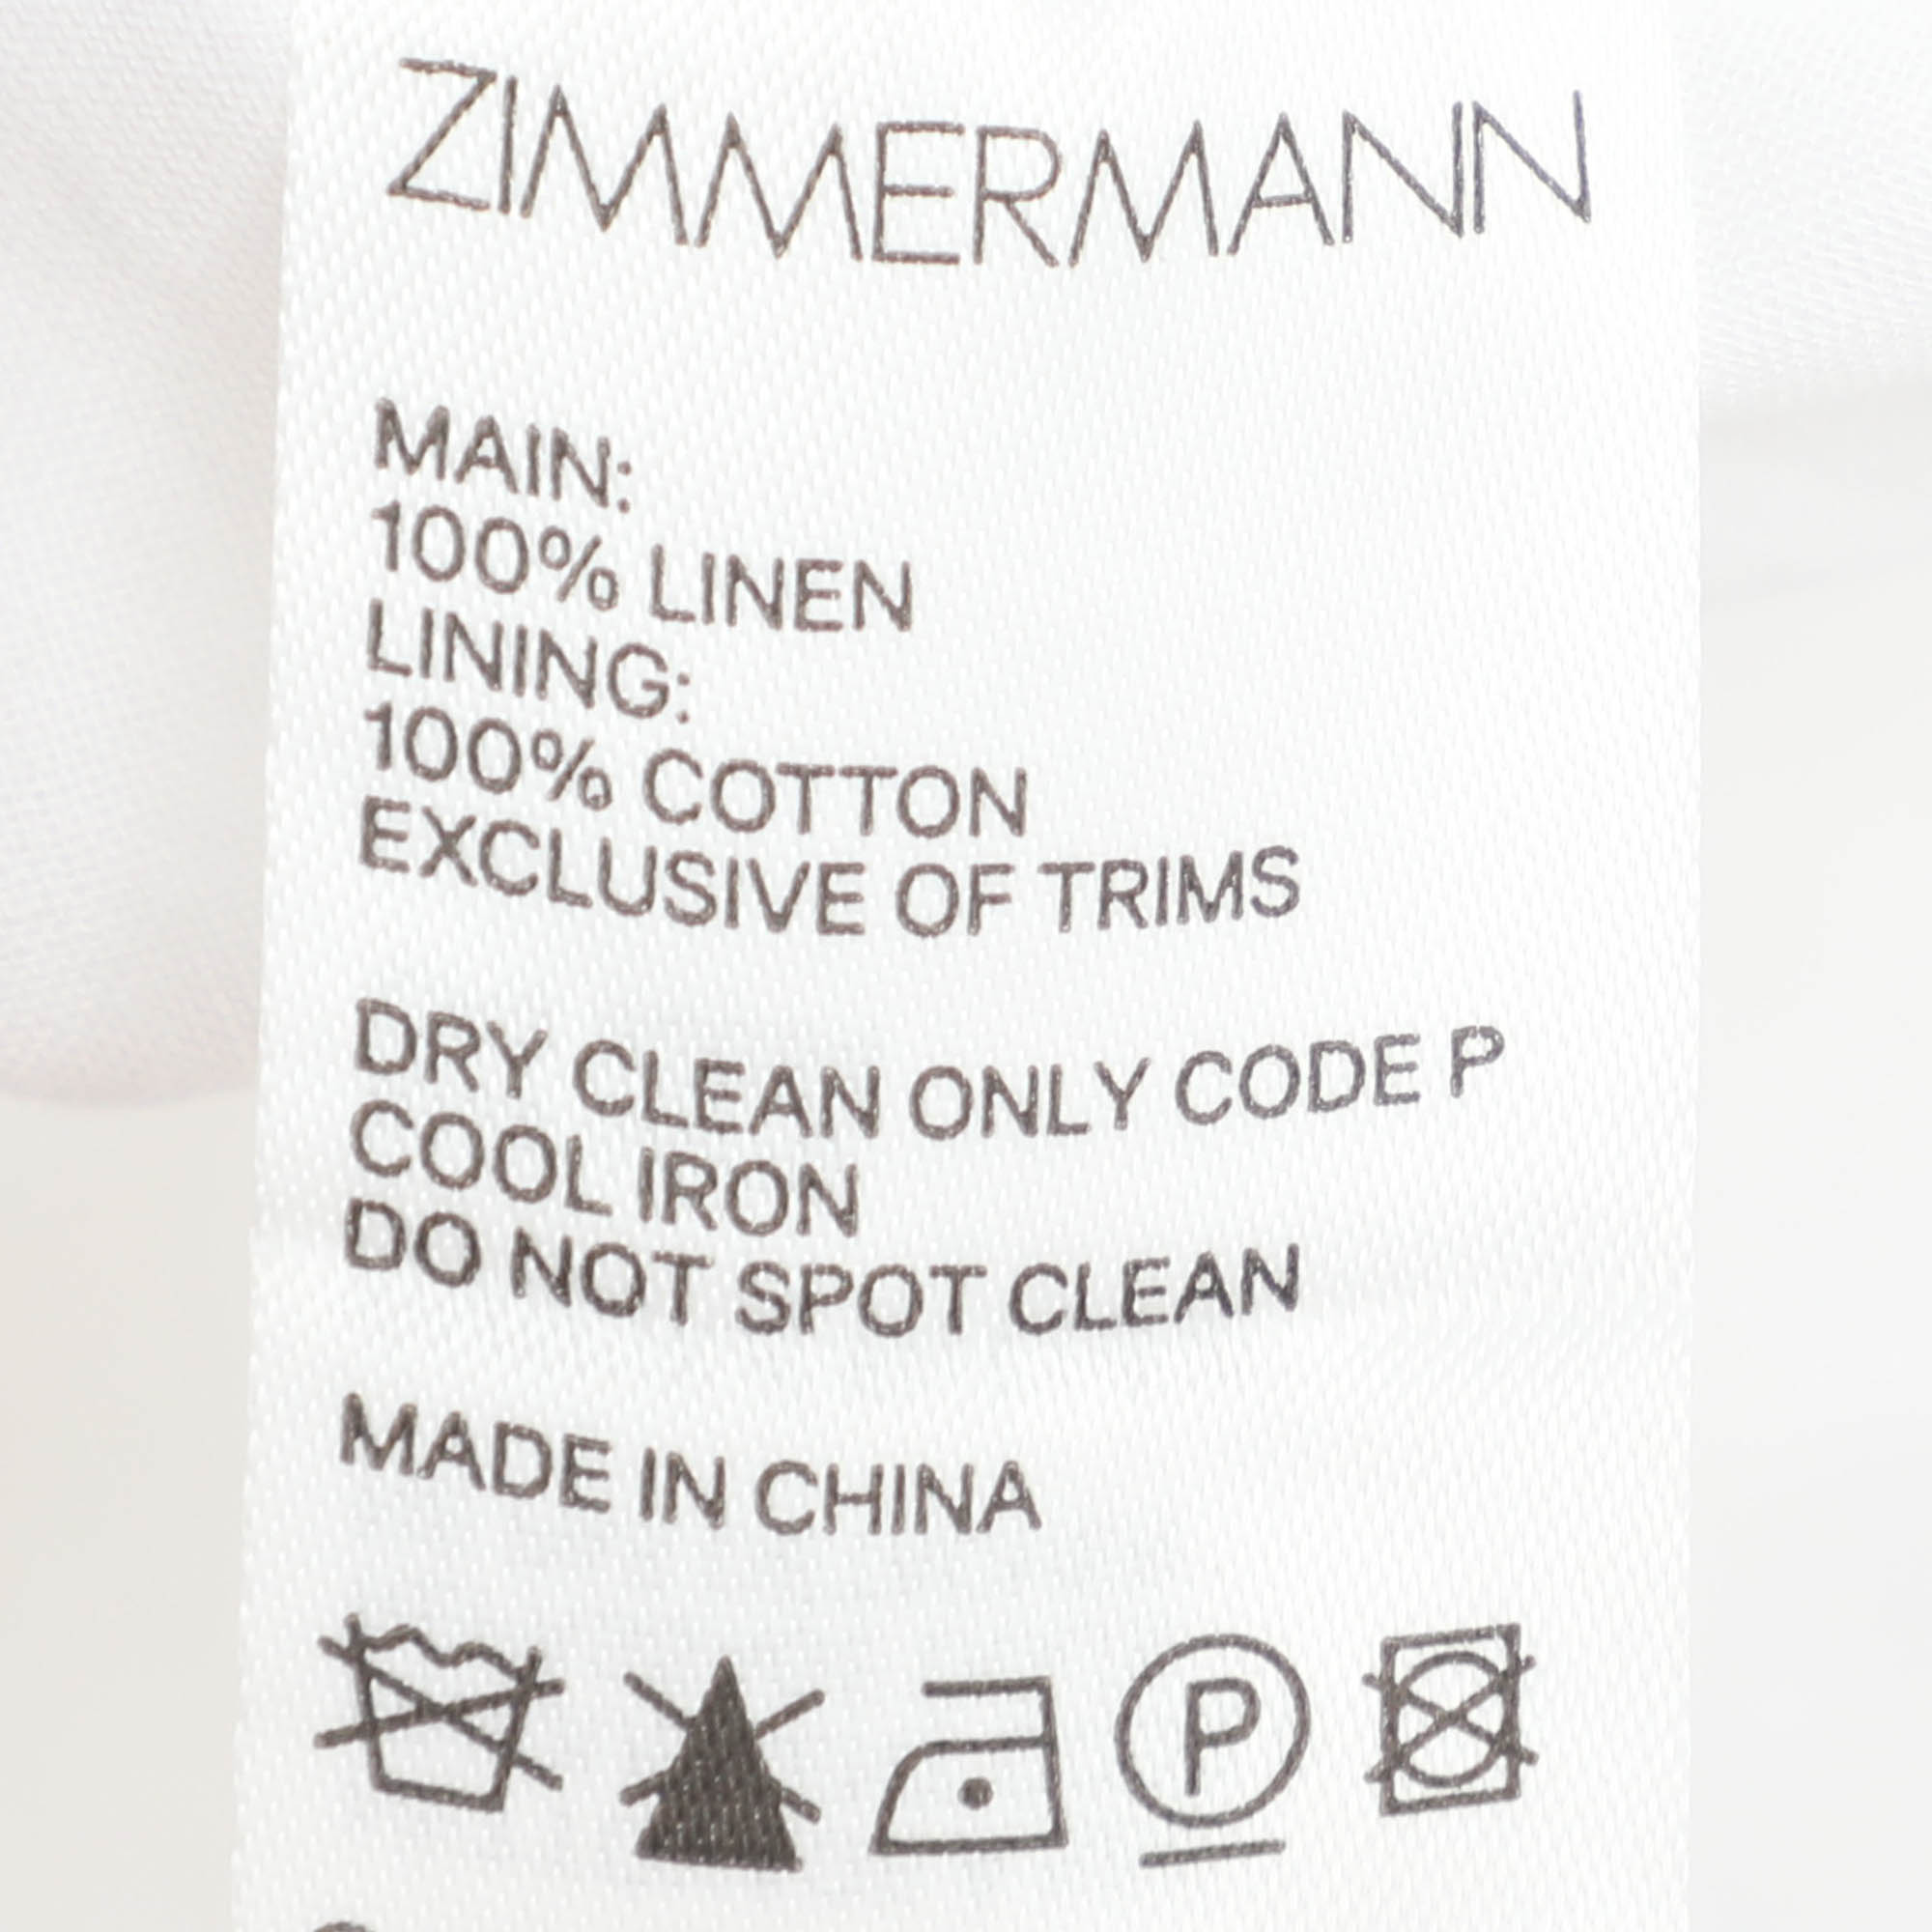 ZIMMERMANN
MAIN:
100% LINEN
LINING:
100% COTTON
EXCLUSIVE OF TRIMS
DRY CLEAN ONLY CODE P
COOL IRON
DO NOT SPOT CLEAN
MADE IN CHINA
P